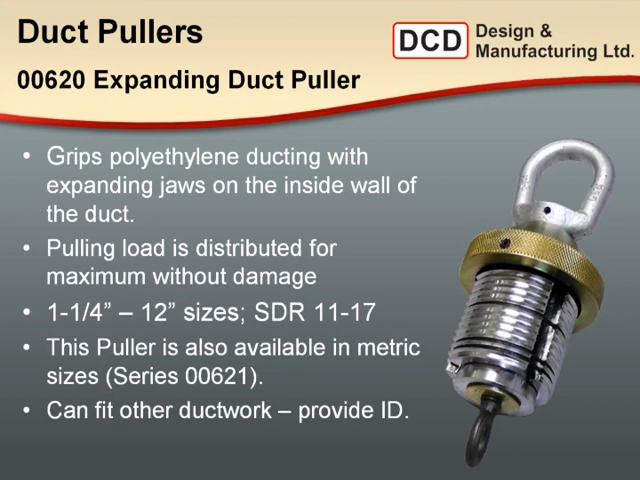 Duct Pullers
00620 Expanding Duct Puller
DCD
Design &
Manufacturing Ltd.
• Grips polyethylene ducting with
expanding jaws on the inside wall of
the duct.
• Pulling load is distributed for
maximum without damage
• 1-1/4” – 12” sizes; SDR 11-17
• This Puller is also available in metric
sizes (Series 00621).
• Can fit other ductwork – provide ID.